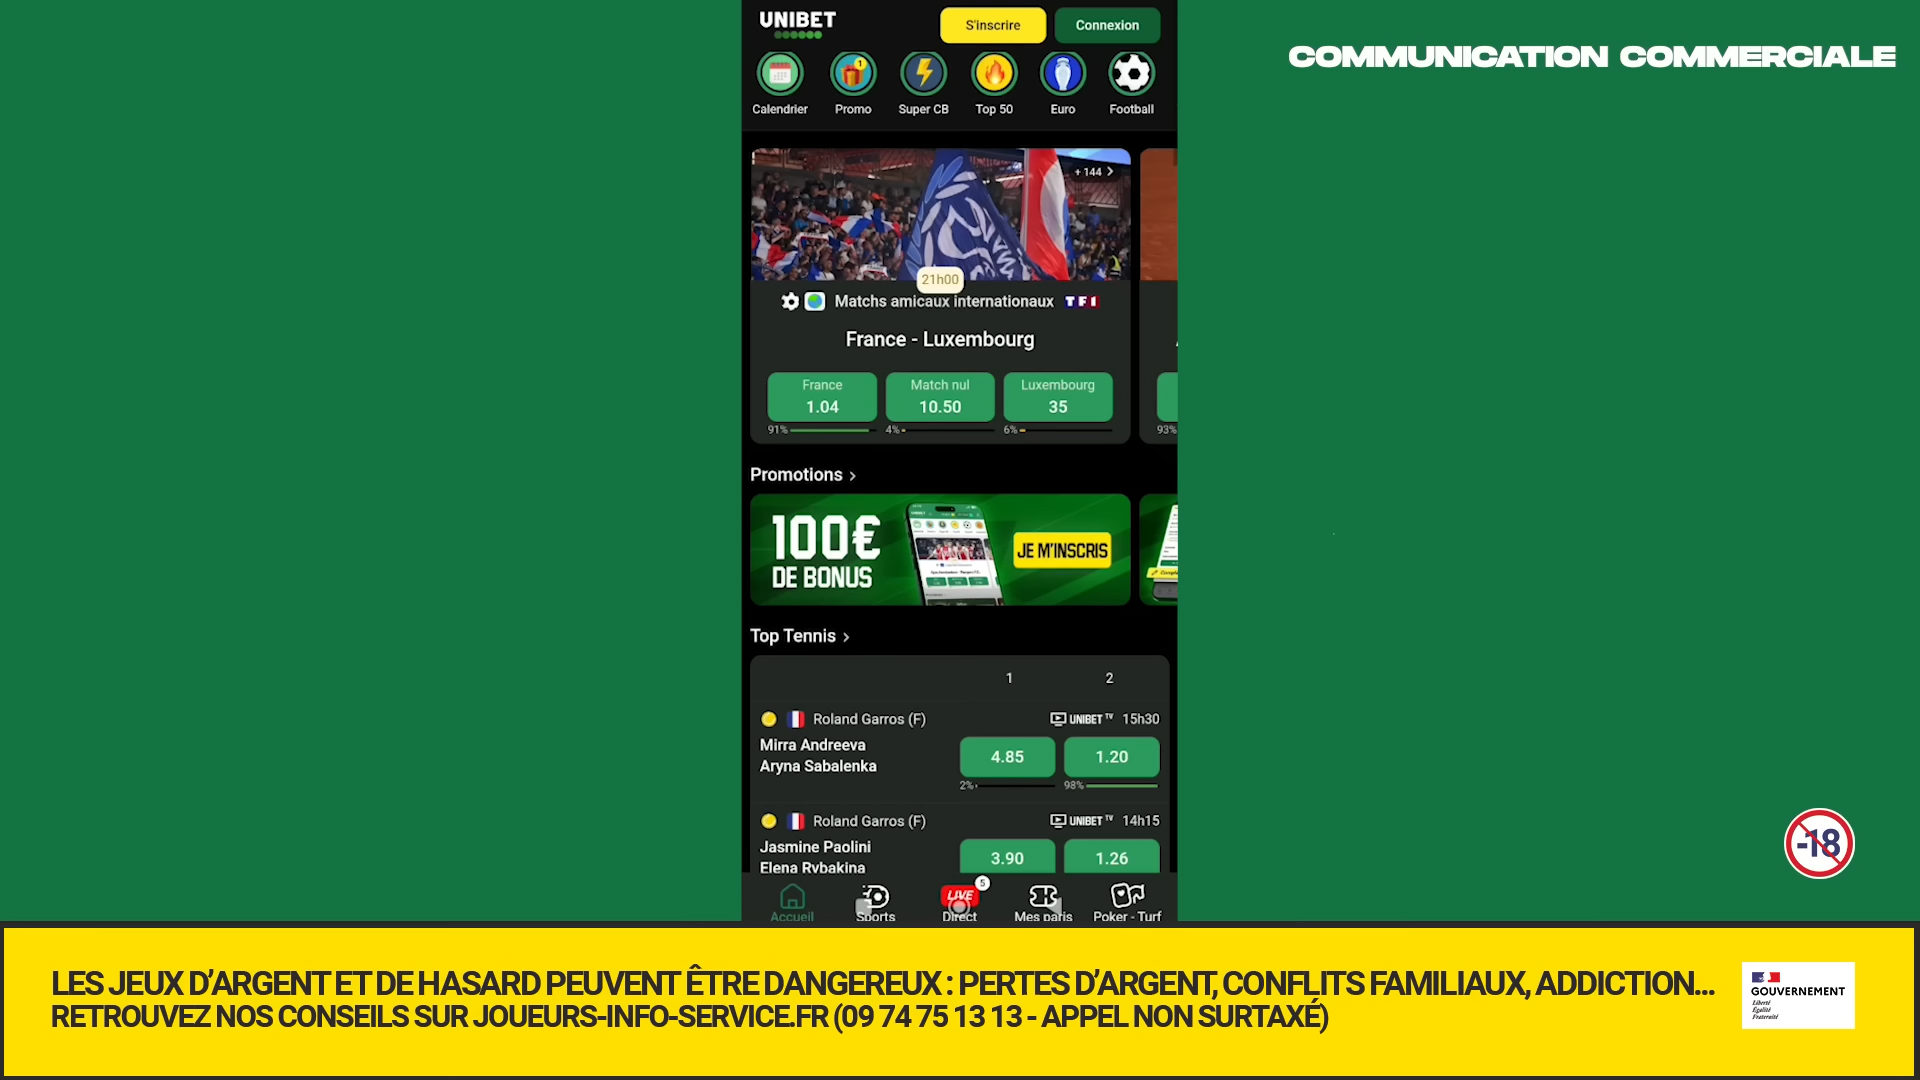 UNIBET
S'inscrire
Connexion
COMMUNICATION COMMERCIALE
1
Calendrier
Promo
Super CB
Top 50
Euro
Football
+ 144
21h00
Matchs amicaux internationaux TF1
France - Luxembourg
France
Match nul
Luxembourg
1.04
10.50
35
91%
4%
6%
93%
Promotions
100€
DE BONUS
JE M'INSCRIS
Top Tennis
1
2
Roland Garros (F)
UNIBET TV 15h30
Mirra Andreeva
Aryna Sabalenka
4.85
1.20
2%
98%
Roland Garros (F)
UNIBET TV 14h15
Jasmine Paolini
Elena Rybakina
3.90
1.26
LIVE
5
Accueil
Sports
Direct
Mes paris
Poker - Turf
-18
LES JEUX D’ARGENT ET DE HASARD PEUVENT ÊTRE DANGEREUX : PERTES D’ARGENT, CONFLITS FAMILIAUX, ADDICTION…
RETROUVEZ NOS CONSEILS SUR JOUEURS-INFO-SERVICE.FR (09 74 75 13 13 - APPEL NON SURTAXÉ)
GOUVERNEMENT
Liberté
Égalité
Fraternité